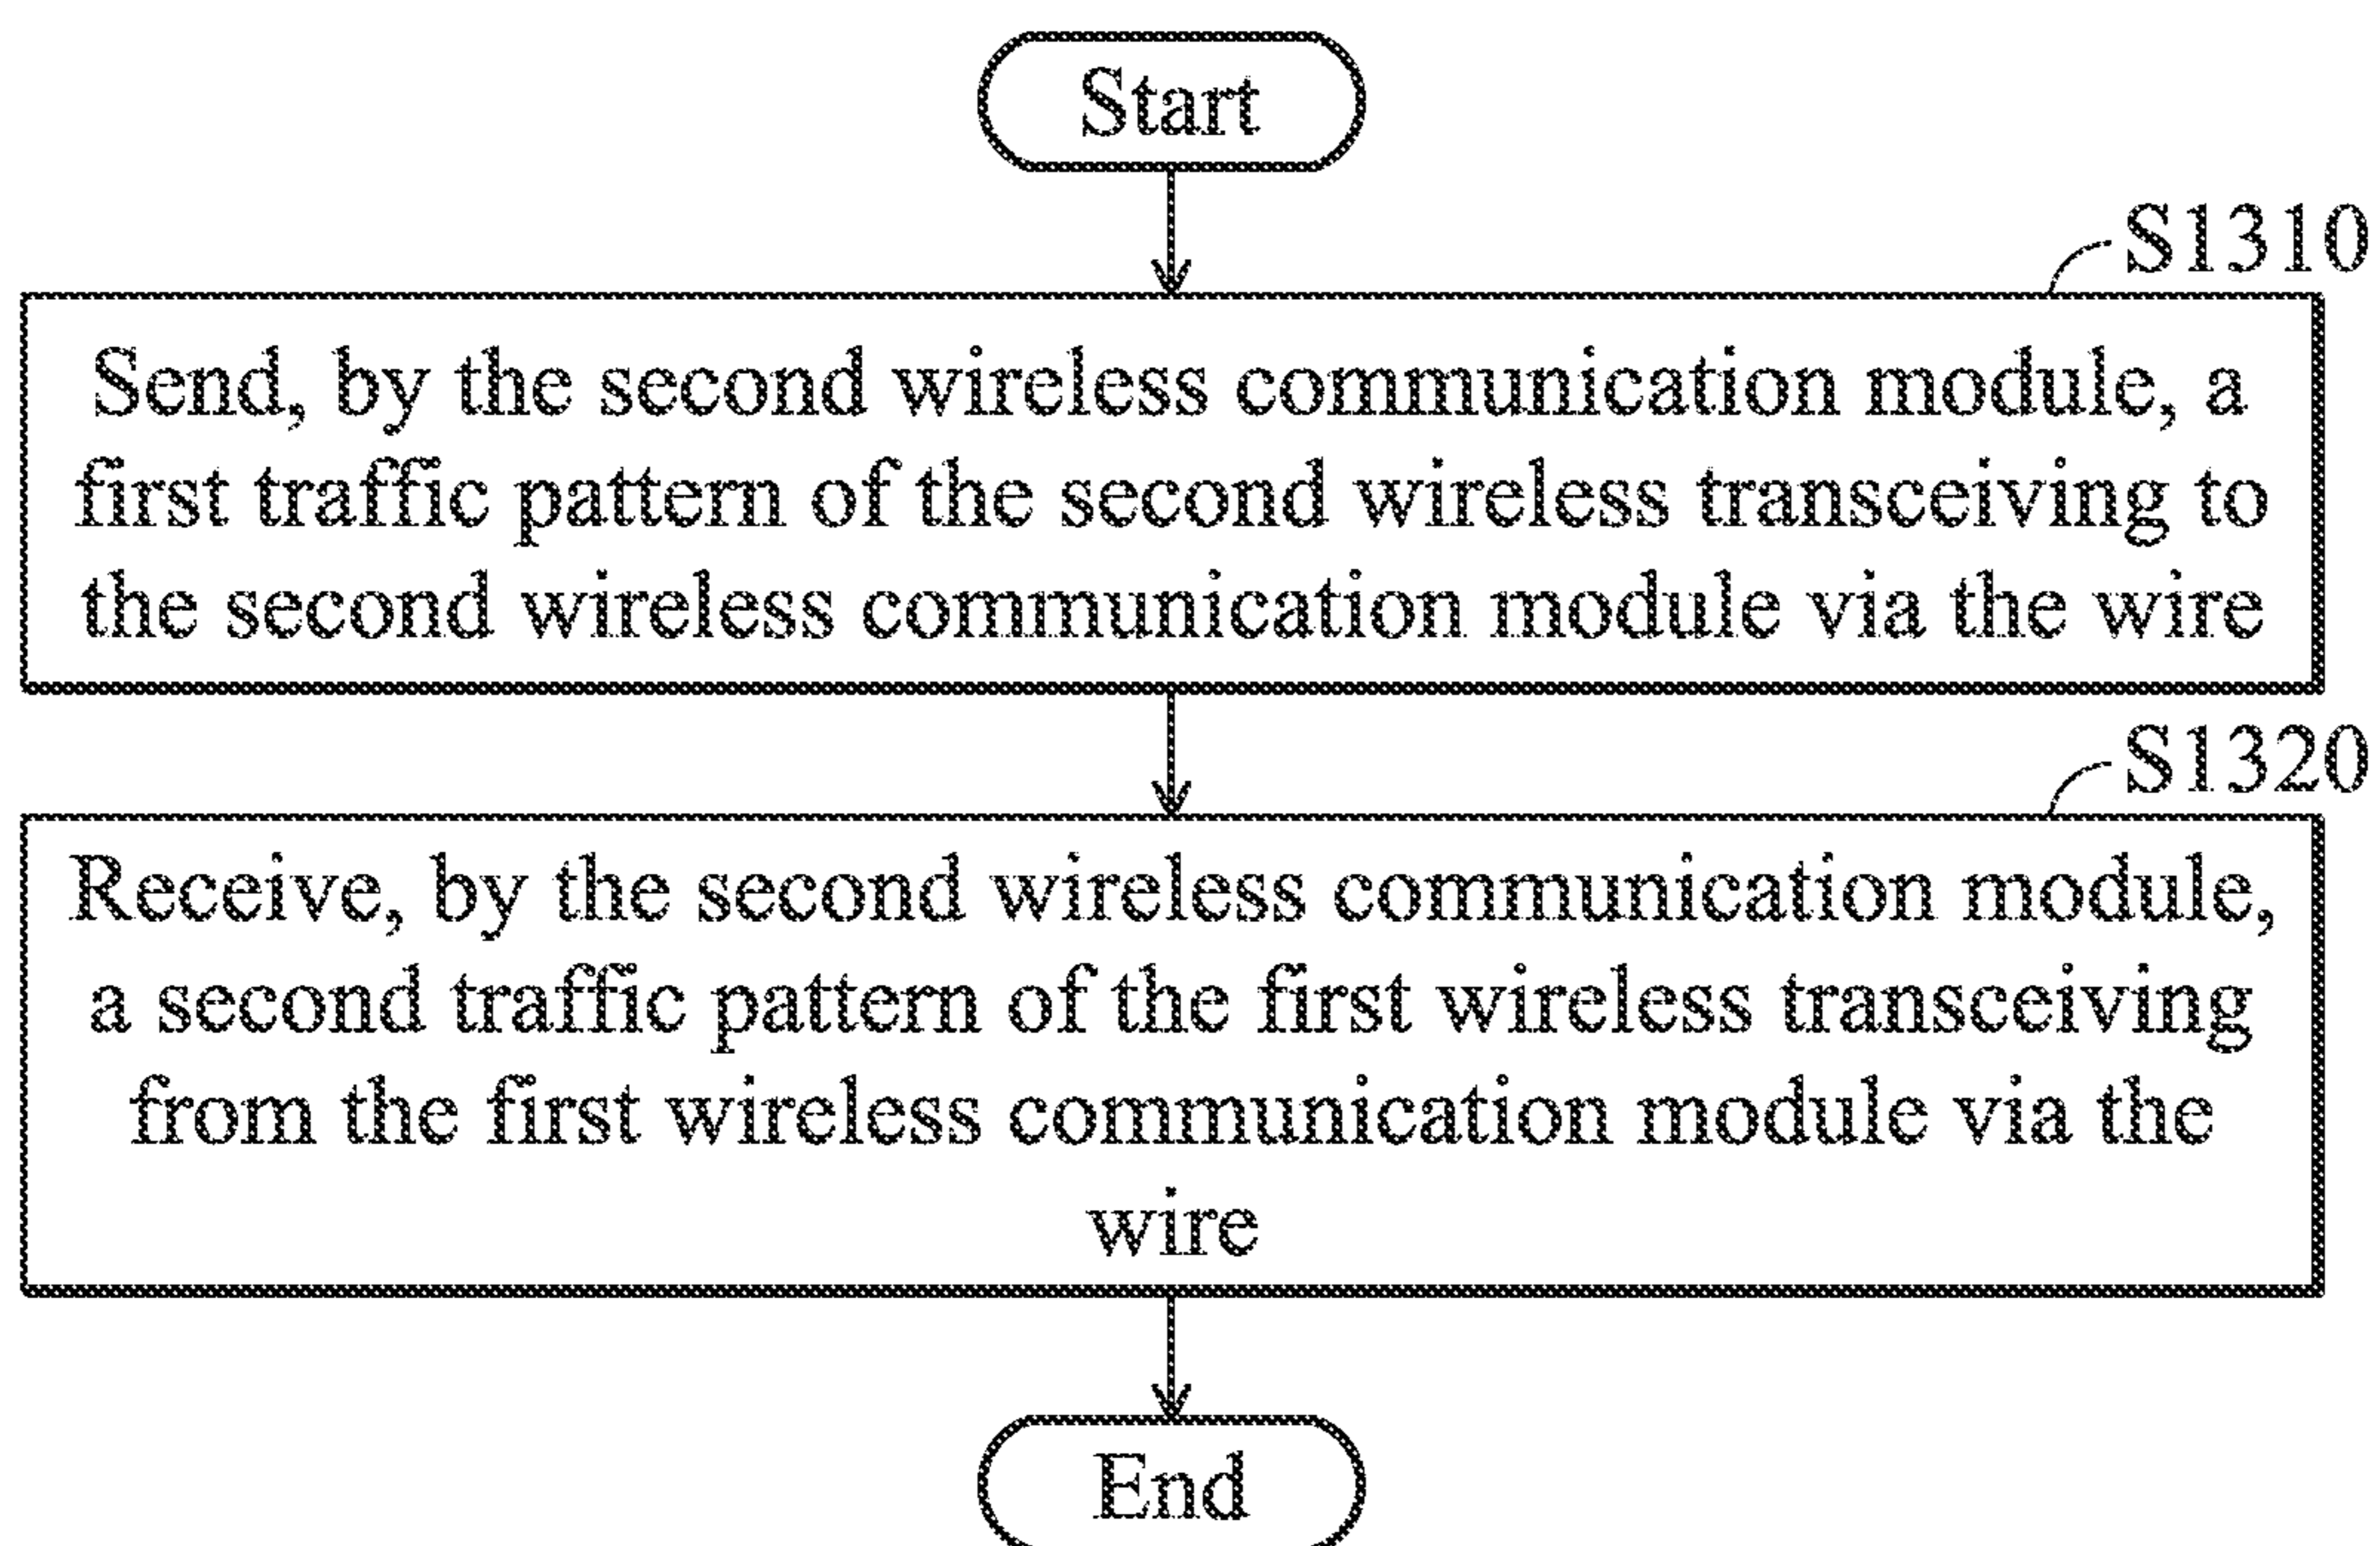 Start
S1310
Send, by the second wireless communication module, a
first traffic pattern of the second wireless transceiving to
the second wireless communication module via the wire
S1320
Receive, by the second wireless communication module,
a second traffic pattern of the first wireless transceiving
from the first wireless communication module via the
wire
End